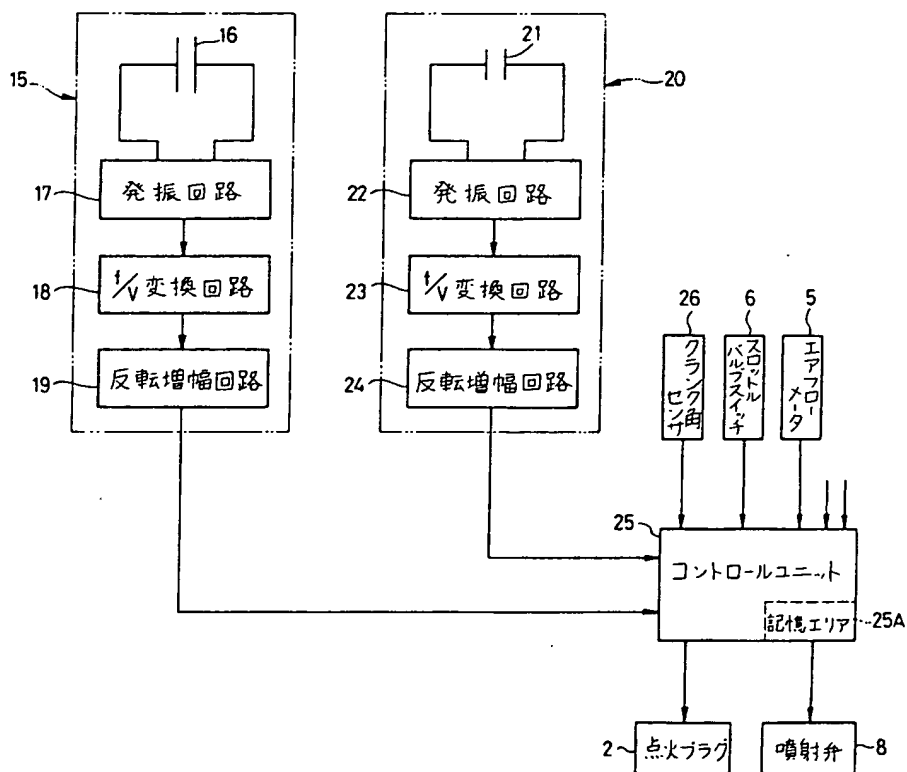 16
21
15
20
17
発振回路
22
発振回路
18
f/V 変換回路
23
f/V 変換回路
26
6
5
19
反転増幅回路
24
反転増幅回路
クランク角
センサ
スロットル
バルブスイッチ
エアフロー
メータ
25
コントロールユニット
記憶エリア
25A
2
点火プラグ
噴射弁
8